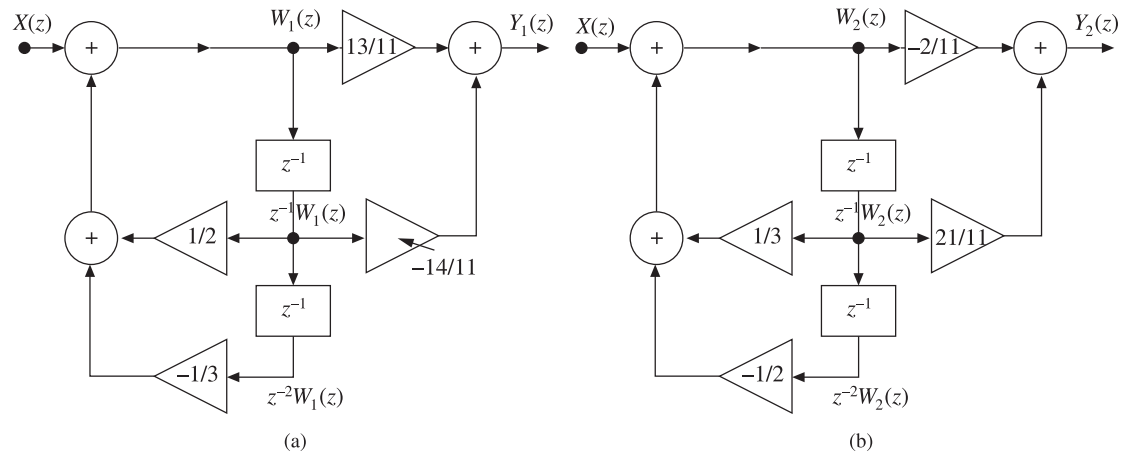 X(z) W₁(z) Y₁(z)
+ 13/11 +
z⁻¹
z⁻¹W₁(z)
+ 1/2 −14/11
z⁻¹
−1/3
z⁻²W₁(z)
(a)
X(z) W₂(z) Y₂(z)
+ −2/11 +
z⁻¹
z⁻¹W₂(z)
+ 1/3 21/11
z⁻¹
−1/2
z⁻²W₂(z)
(b)